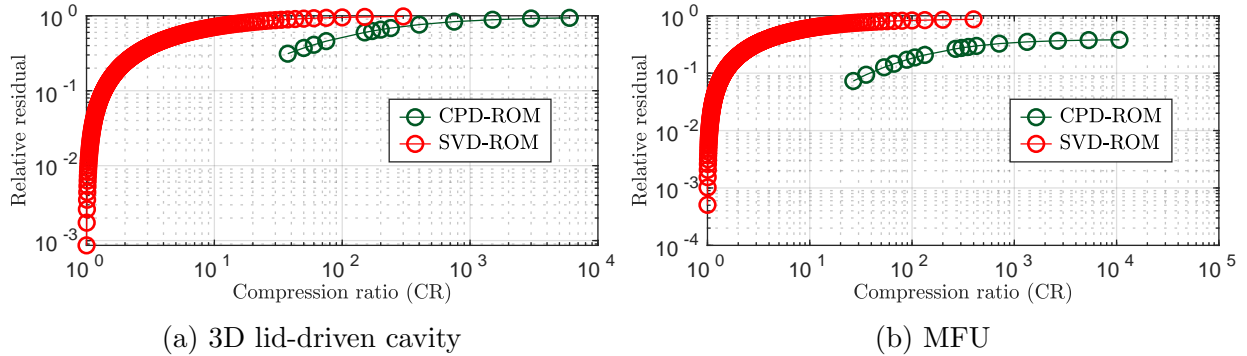 10^0
10^-1
10^-2
10^-3
Relative residual
CPD-ROM
SVD-ROM
10^0 10^1 10^2 10^3 10^4
Compression ratio (CR)
(a) 3D lid-driven cavity
10^0
10^-1
10^-2
10^-3
10^-4
Relative residual
CPD-ROM
SVD-ROM
10^0 10^1 10^2 10^3 10^4 10^5
Compression ratio (CR)
(b) MFU